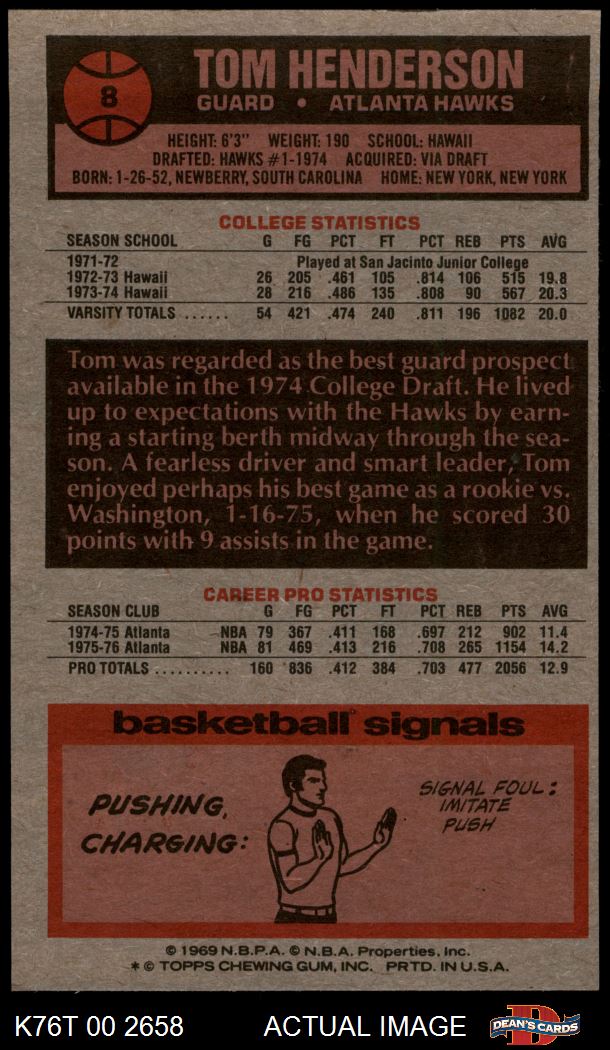 8
TOM HENDERSON
GUARD • ATLANTA HAWKS
HEIGHT: 6'3" WEIGHT: 190 SCHOOL: HAWAII
DRAFTED: HAWKS #1-1974 ACQUIRED: VIA DRAFT
BORN: 1-26-52, NEWBERRY, SOUTH CAROLINA HOME: NEW YORK, NEW YORK
COLLEGE STATISTICS
SEASON SCHOOL G FG PCT FT PCT REB PTS AVG
1971-72 Played at San Jacinto Junior College
1972-73 Hawaii 26 205 .461 105 .814 106 515 19.8
1973-74 Hawaii 28 216 .486 135 .808 90 567 20.3
VARSITY TOTALS ...... 54 421 .474 240 .811 196 1082 20.0
Tom was regarded as the best guard prospect
available in the 1974 College Draft. He lived
up to expectations with the Hawks by earn-
ing a starting berth midway through the sea-
son. A fearless driver and smart leader, Tom
enjoyed perhaps his best game as a rookie vs.
Washington, 1-16-75, when he scored 30
points with 9 assists in the game.
CAREER PRO STATISTICS
SEASON CLUB G FG PCT FT PCT REB PTS AVG
1974-75 Atlanta NBA 79 367 .411 168 .697 212 902 11.4
1975-76 Atlanta NBA 81 469 .413 216 .708 265 1154 14.2
PRO TOTALS .......... 160 836 .412 384 .703 477 2056 12.9
basketball signals
PUSHING,
CHARGING:
SIGNAL FOUL:
IMITATE
PUSH
© 1969 N.B.P.A. © N.B.A. Properties, Inc.
* © TOPPS CHEWING GUM, INC. PRTD. IN U.S.A.
K76T 00 2658 ACTUAL IMAGE
D
DEAN'S CARDS